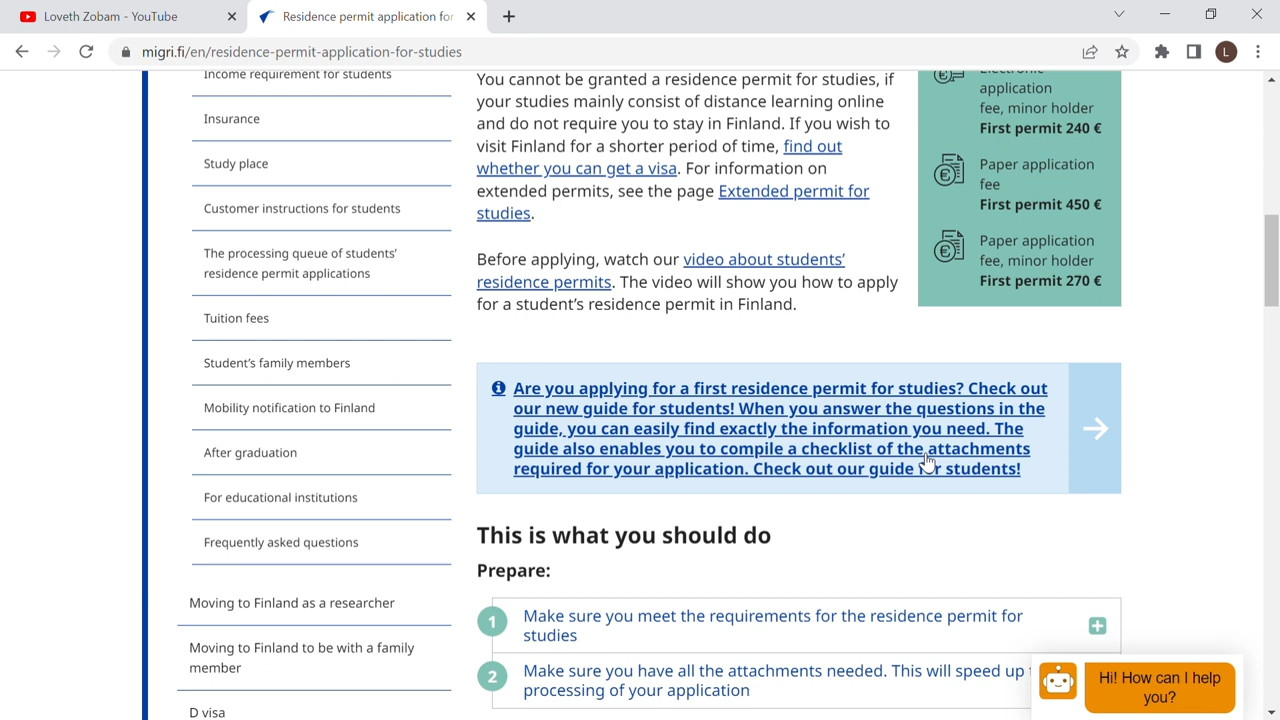 Loveth Zobam - YouTube
Residence permit application for
migri.fi/en/residence-permit-application-for-studies
L
Income requirement for students
Insurance
Study place
Customer instructions for students
The processing queue of students'
residence permit applications
Tuition fees
Student's family members
Mobility notification to Finland
After graduation
For educational institutions
Frequently asked questions
Moving to Finland as a researcher
Moving to Finland to be with a family
member
D visa
You cannot be granted a residence permit for studies, if
your studies mainly consist of distance learning online
and do not require you to stay in Finland. If you wish to
visit Finland for a shorter period of time, find out
whether you can get a visa. For information on
extended permits, see the page Extended permit for
studies.
Before applying, watch our video about students'
residence permits. The video will show you how to apply
for a student's residence permit in Finland.
Electronic
application
fee, minor holder
First permit 240 €
Paper application
fee
First permit 450 €
Paper application
fee, minor holder
First permit 270 €
Are you applying for a first residence permit for studies? Check out
our new guide for students! When you answer the questions in the
guide, you can easily find exactly the information you need. The
guide also enables you to compile a checklist of the attachments
required for your application. Check out our guide for students!
This is what you should do
Prepare:
1 Make sure you meet the requirements for the residence permit for
studies
2 Make sure you have all the attachments needed. This will speed up
processing of your application
Hi! How can I help
you?